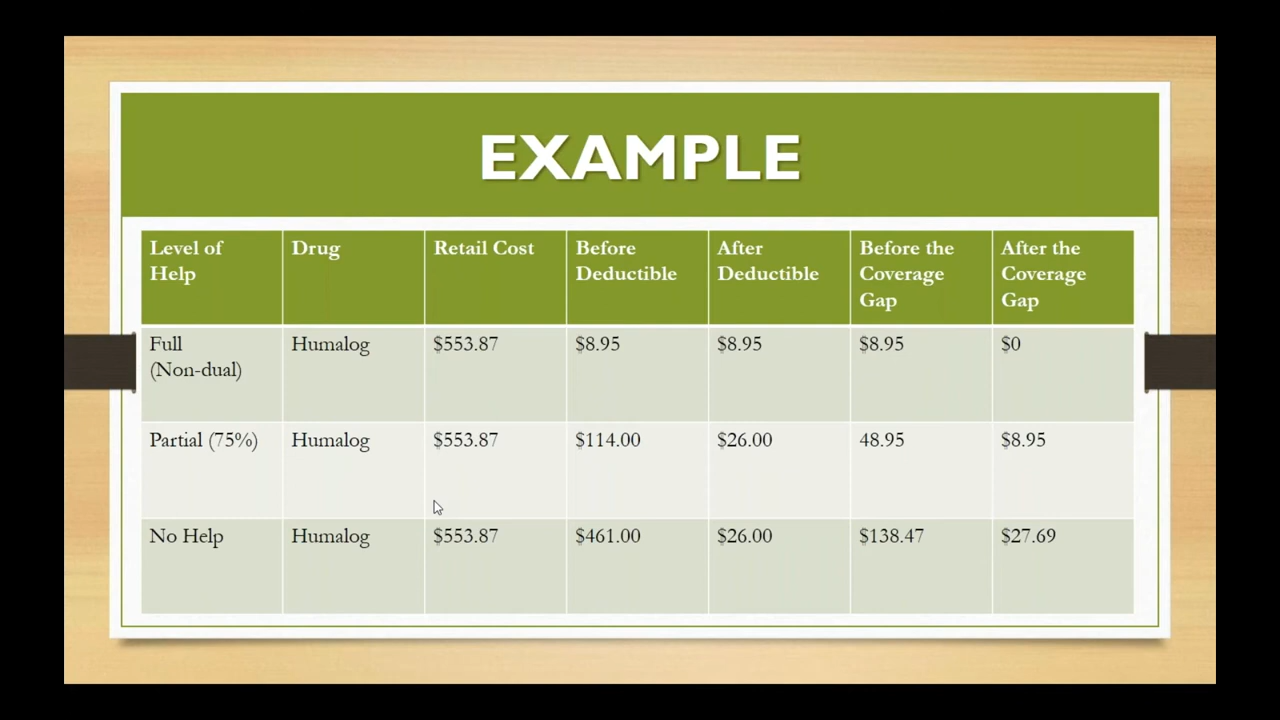 EXAMPLE
Level of Help Drug Retail Cost Before Deductible After Deductible Before the Coverage Gap After the Coverage Gap
Full (Non-dual) Humalog $553.87 $8.95 $8.95 $8.95 $0
Partial (75%) Humalog $553.87 $114.00 $26.00 48.95 $8.95
No Help Humalog $553.87 $461.00 $26.00 $138.47 $27.69